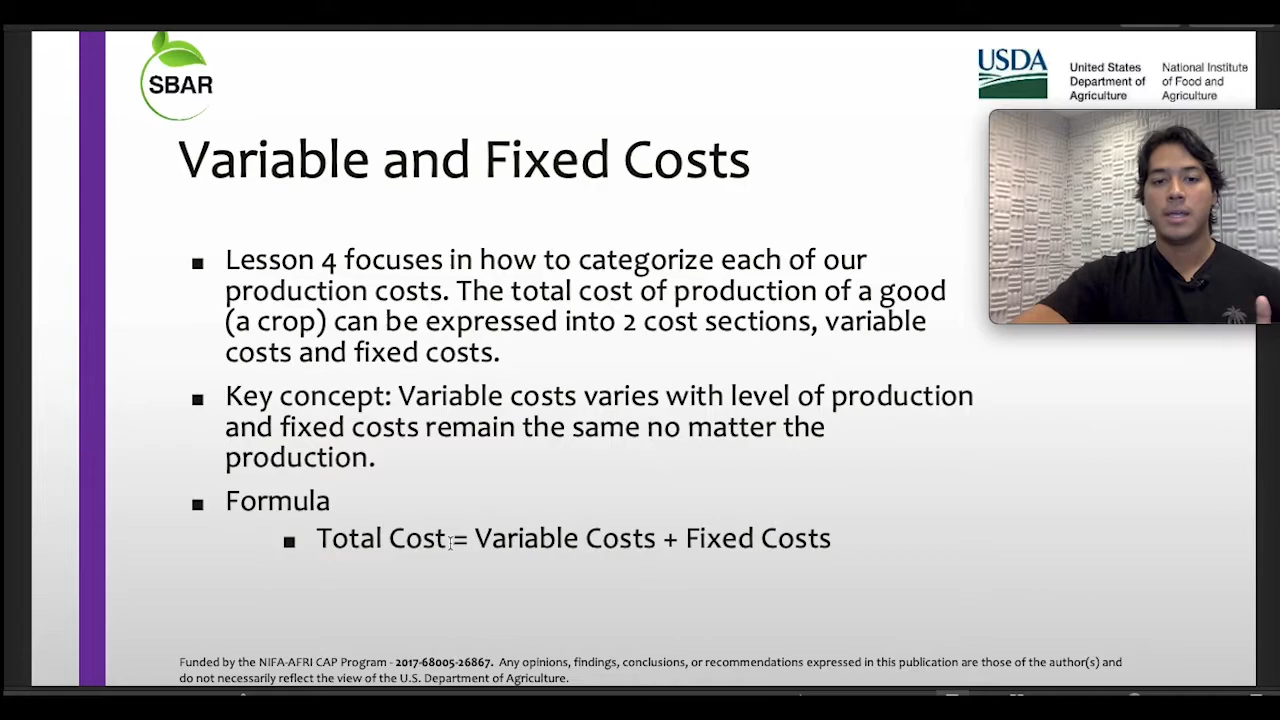 SBAR
USDA
United States
Department of
Agriculture
National Institute
of Food and
Agriculture
Variable and Fixed Costs
■ Lesson 4 focuses in how to categorize each of our
production costs. The total cost of production of a good
(a crop) can be expressed into 2 cost sections, variable
costs and fixed costs.
■ Key concept: Variable costs varies with level of production
and fixed costs remain the same no matter the
production.
■ Formula
■ Total Cost = Variable Costs + Fixed Costs
Funded by the NIFA-AFRI CAP Program - 2017-68005-26867. Any opinions, findings, conclusions, or recommendations expressed in this publication are those of the author(s) and
do not necessarily reflect the view of the U.S. Department of Agriculture.